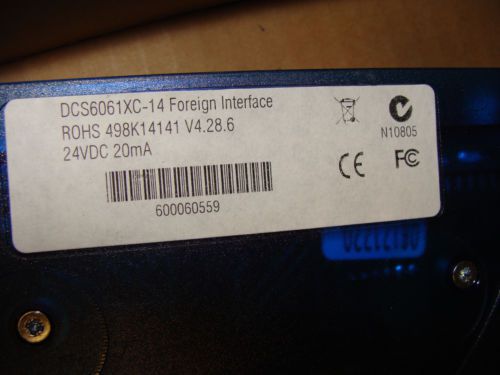 DCS6061XC-14 Foreign Interface
ROHS 498K14141 V4.28.6
24VDC 20mA
600060559
N10805
CE FC